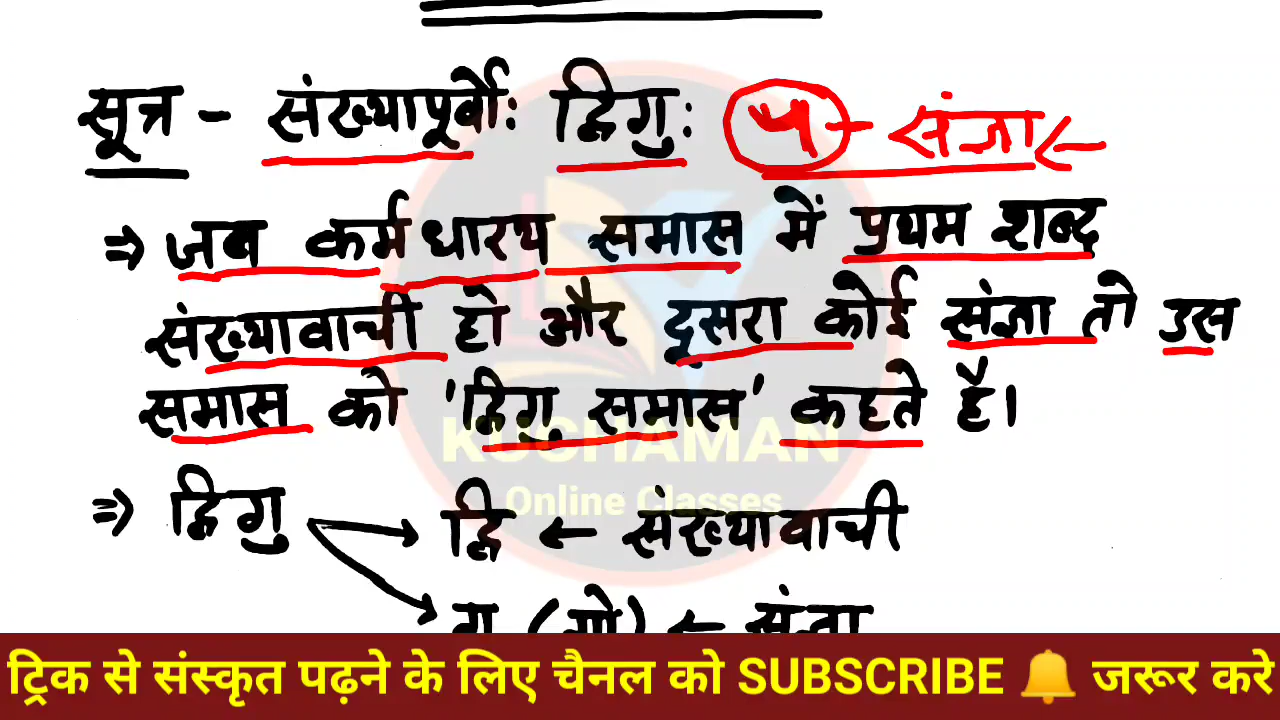 सूत्र - संख्यापूर्वोः द्विगुः ५ - संज्ञा ←
⇒ जब कर्मधारय समास में प्रथम शब्द
संख्यावाची हो और दूसरा कोई संज्ञा तो उस
समास को 'द्विगु समास' कहते है।
⇒ द्विगु → द्वि ← संख्यावाची
→ गु (गो) ← संज्ञा
KUCHAMAN
Online Classes
ट्रिक से संस्कृत पढ़ने के लिए चैनल को SUBSCRIBE 🔔 जरूर करे